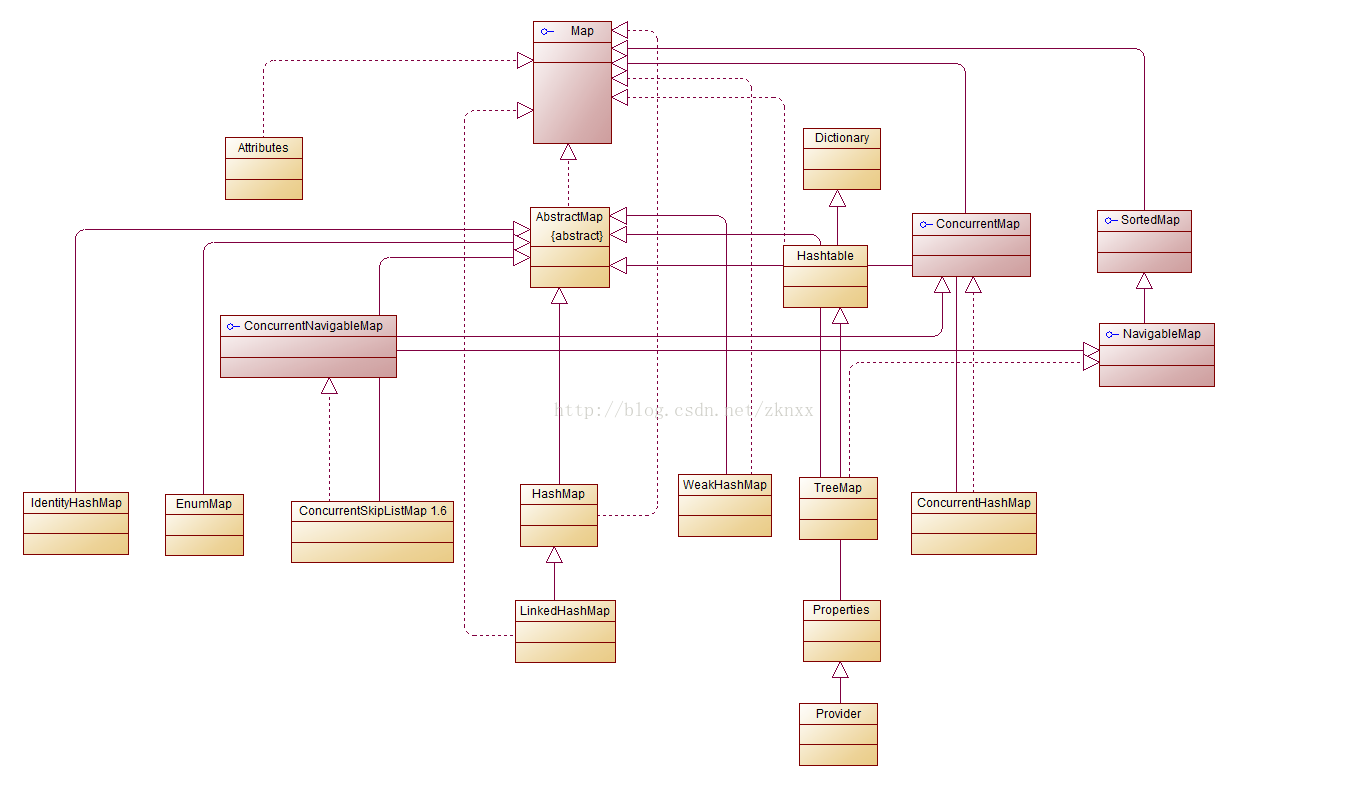 Map
Dictionary
Attributes
AbstractMap
{abstract}
ConcurrentMap
SortedMap
Hashtable
ConcurrentNavigableMap
NavigableMap
http://blog.csdn.net/zknxx
IdentityHashMap
EnumMap
ConcurrentSkipListMap 1.6
HashMap
WeakHashMap
TreeMap
ConcurrentHashMap
LinkedHashMap
Properties
Provider